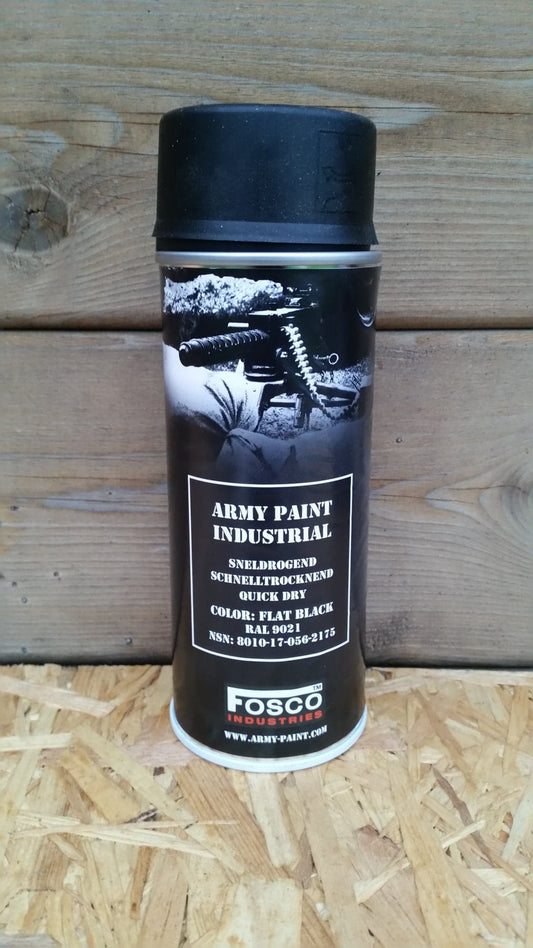 ARMY PAINT
INDUSTRIAL
SNELDROGEND
SCHNELLTROCKNEND
QUICK DRY
COLOR: FLAT BLACK
RAL 9021
NSN: 8010-17-056-2175
FOSCO™
INDUSTRIES
WWW.ARMY-PAINT.COM